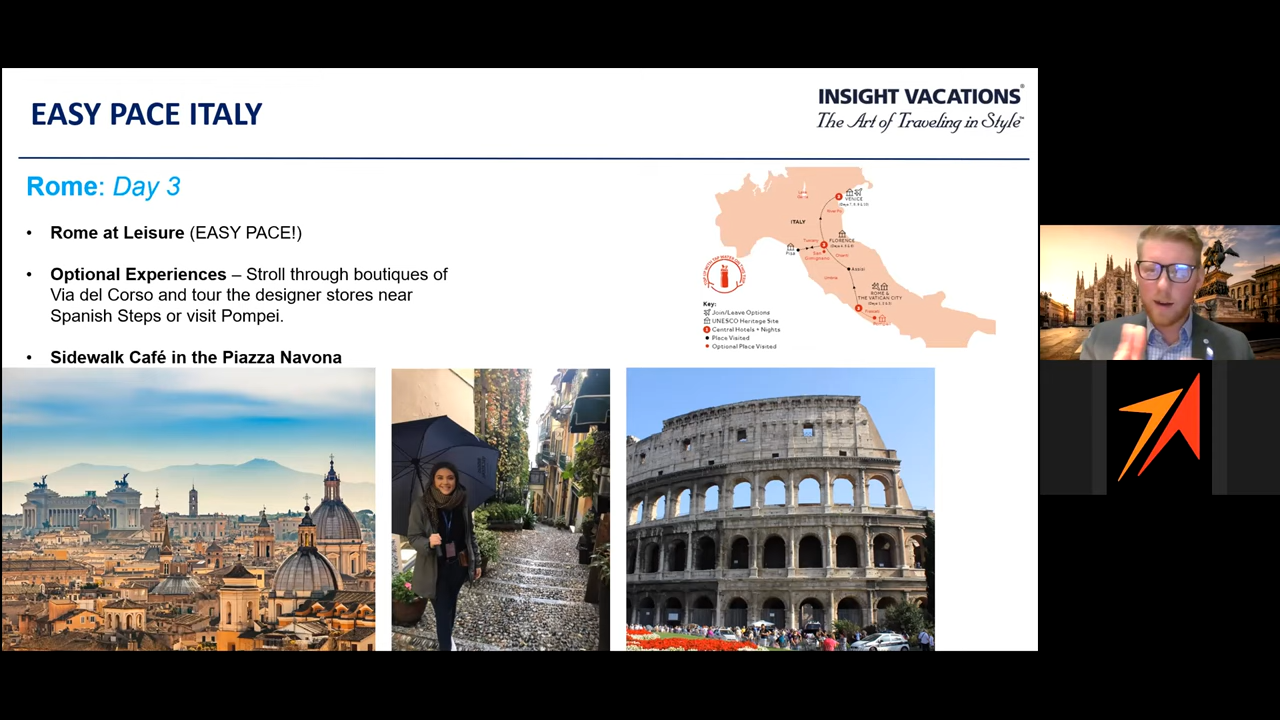 EASY PACE ITALY
INSIGHT VACATIONS®
The Art of Traveling in Style™
Rome: Day 3
• Rome at Leisure (EASY PACE!)
• Optional Experiences – Stroll through boutiques of
Via del Corso and tour the designer stores near
Spanish Steps or visit Pompei.
• Sidewalk Café in the Piazza Navona
VENICE
ITALY
FLORENCE
Pisa
Assisi
ROME &
THE VATICAN CITY
Key:
Join/Leave Options
UNESCO Heritage Site
Central Hotels + Nights
Place Visited
Optional Place Visited